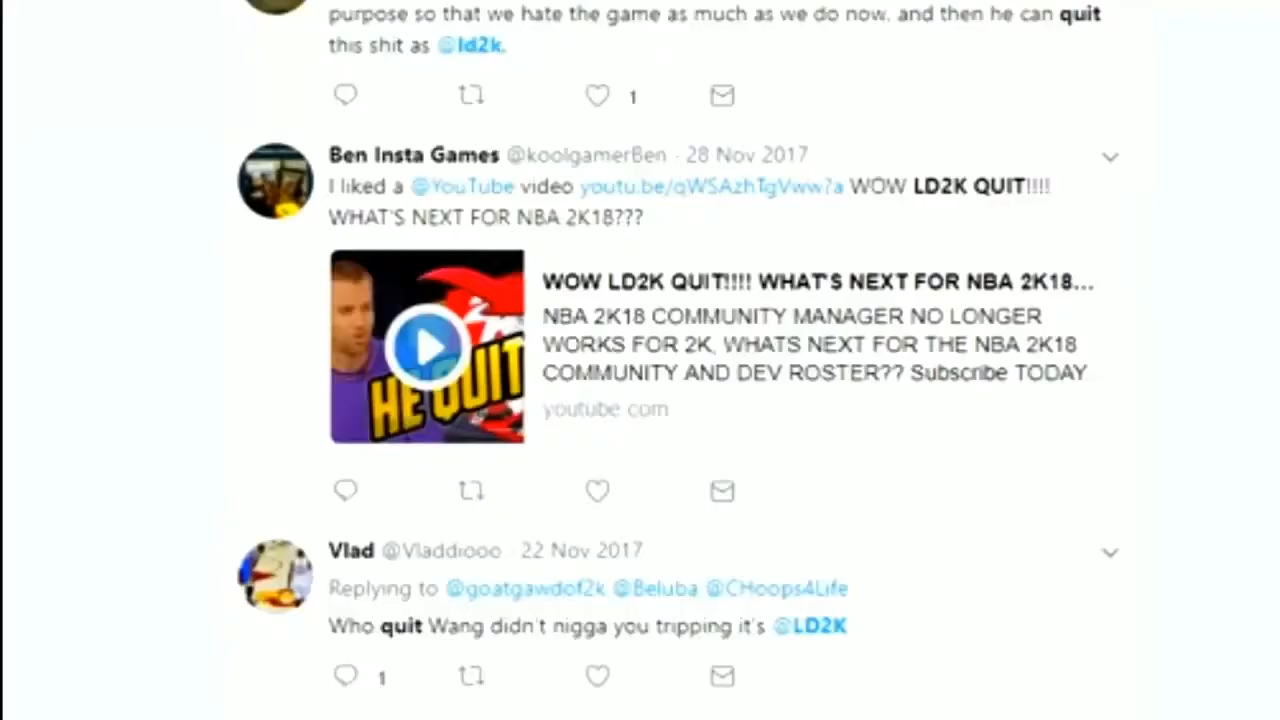 purpose so that we hate the game as much as we do now, and then he can quit
this shit as @ld2k.
1
Ben Insta Games @koolgamerBen · 28 Nov 2017
I liked a @YouTube video youtu.be/qWSAzhTgVww?a WOW LD2K QUIT!!!!
WHAT'S NEXT FOR NBA 2K18???
HE QUIT
WOW LD2K QUIT!!!! WHAT'S NEXT FOR NBA 2K18...
NBA 2K18 COMMUNITY MANAGER NO LONGER
WORKS FOR 2K, WHATS NEXT FOR THE NBA 2K18
COMMUNITY AND DEV ROSTER?? Subscribe TODAY
youtube.com
Vlad @Vladdiooo · 22 Nov 2017
Replying to @goatgawdof2k @Beluba @CHoops4Life
Who quit Wang didn't nigga you tripping it's @LD2K
1